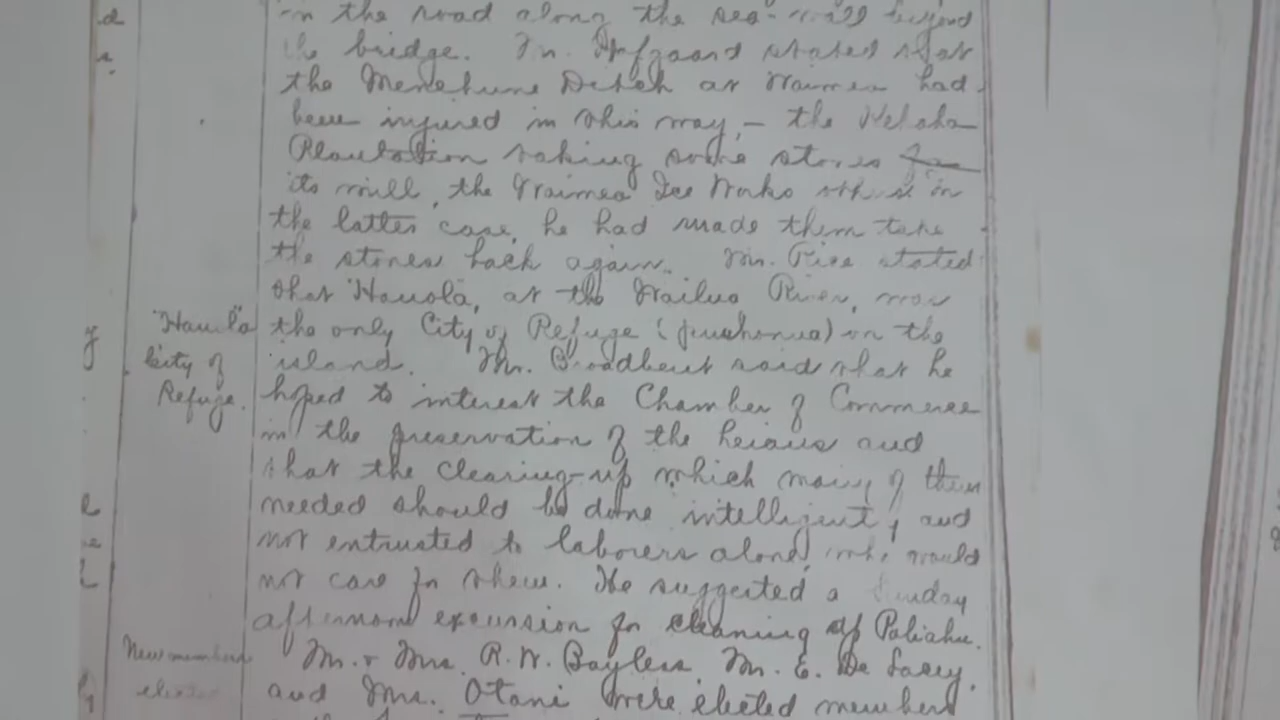 in the road along the sea-wall beyond
the bridge. Mr. Hofgaard stated that
the Menehune Ditch at Waimea had
been injured in this way, - the Kekaha
Plantation taking some stones for
its mill, the Waimea Ice Works
the latter case, he had made them take
the stones back again. Mr. Rice stated
that "Hauola", at the Wailua River, was
"Hauola" the only City of Refuge (puuhonua) on the
City of island. Mr. Broadbent said that he
Refuge. hoped to interest the Chamber of Commerce
in the preservation of the heiaus and
that the clearing-up which many of them
needed should be done intelligently and
not entrusted to laborers alone, who would
not care for them. He suggested a Sunday
afternoon excursion for cleaning up Poliahu.
New members Mr. & Mrs. R. W. Bayless, Mr. E. De Lacy,
elected and Mrs. Otani were elected members